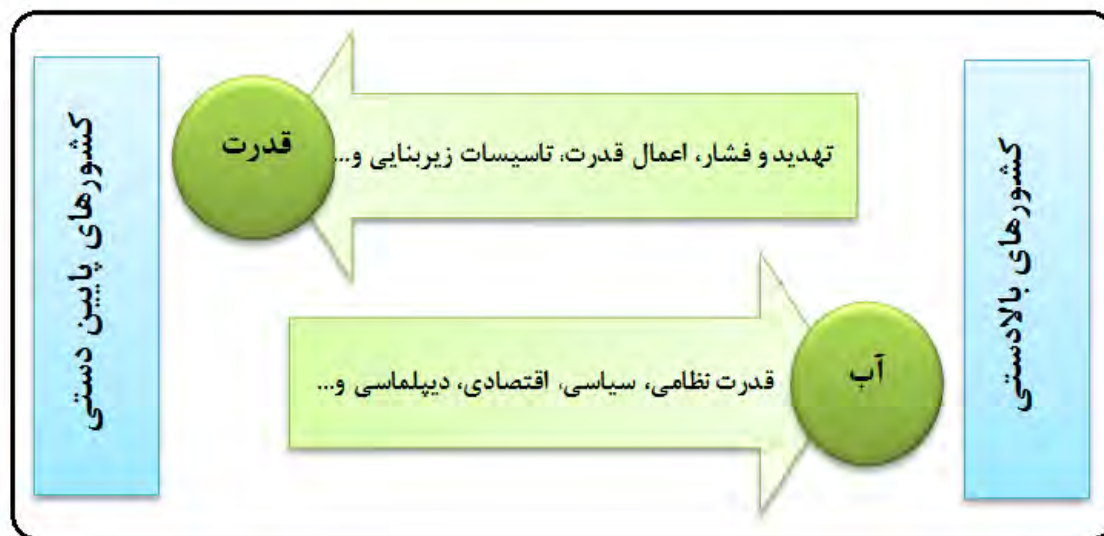 کشورهای بالادستی
تهدید و فشار، اعمال قدرت، تاسیسات زیربنایی و...
قدرت
آب
قدرت نظامی، سیاسی، اقتصادی، دیپلماسی و...
کشورهای پایین دستی